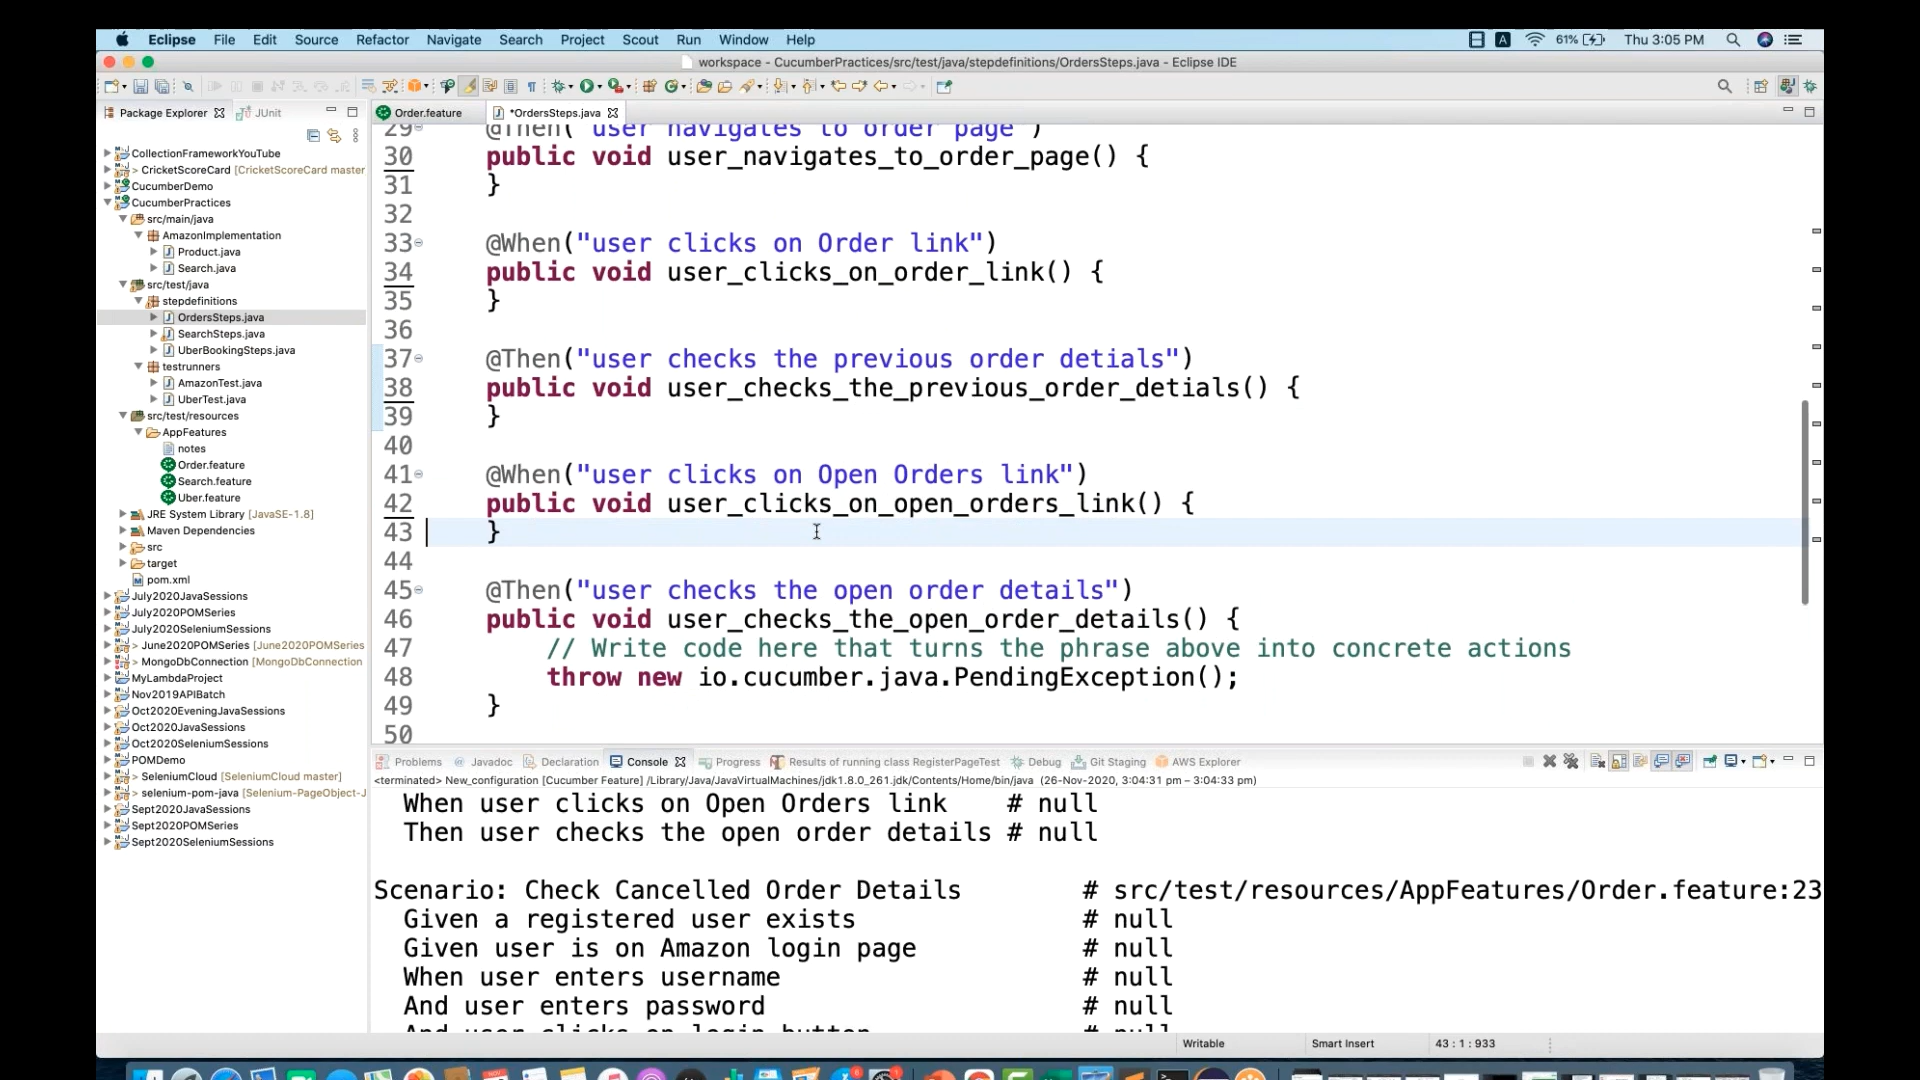 Eclipse File Edit Source Refactor Navigate Search Project Scout Run Window Help
A 61% Thu 3:05 PM
workspace - CucumberPractices/src/test/java/stepdefinitions/OrdersSteps.java - Eclipse IDE
Package Explorer JUnit
Order.feature *OrdersSteps.java
CollectionFrameworkYouTube
> CricketScoreCard [CricketScoreCard master
CucumberDemo
CucumberPractices
src/main/java
AmazonImplementation
Product.java
Search.java
src/test/java
stepdefinitions
OrdersSteps.java
SearchSteps.java
UberBookingSteps.java
testrunners
AmazonTest.java
UberTest.java
src/test/resources
AppFeatures
notes
Order.feature
Search.feature
Uber.feature
JRE System Library [JavaSE-1.8]
Maven Dependencies
src
target
pom.xml
July2020JavaSessions
July2020POMSeries
July2020SeleniumSessions
> June2020POMSeries [June2020POMSeries
> MongoDbConnection [MongoDbConnection
MyLambdaProject
Nov2019APIBatch
Oct2020EveningJavaSessions
Oct2020JavaSessions
Oct2020SeleniumSessions
POMDemo
> SeleniumCloud [SeleniumCloud master]
> selenium-pom-java [Selenium-PageObject-J
Sept2020JavaSessions
Sept2020POMSeries
Sept2020SeleniumSessions
29 @Then("user navigates to order page")
30 public void user_navigates_to_order_page() {
31 }
32
33 @When("user clicks on Order link")
34 public void user_clicks_on_order_link() {
35 }
36
37 @Then("user checks the previous order detials")
38 public void user_checks_the_previous_order_detials() {
39 }
40
41 @When("user clicks on Open Orders link")
42 public void user_clicks_on_open_orders_link() {
43 }
44
45 @Then("user checks the open order details")
46 public void user_checks_the_open_order_details() {
47 // Write code here that turns the phrase above into concrete actions
48 throw new io.cucumber.java.PendingException();
49 }
50
Problems Javadoc Declaration Console Progress Results of running class RegisterPageTest Debug Git Staging AWS Explorer
<terminated> New_configuration [Cucumber Feature] /Library/Java/JavaVirtualMachines/jdk1.8.0_261.jdk/Contents/Home/bin/java (26-Nov-2020, 3:04:31 pm – 3:04:33 pm)
When user clicks on Open Orders link # null
Then user checks the open order details # null
Scenario: Check Cancelled Order Details # src/test/resources/AppFeatures/Order.feature:23
Given a registered user exists # null
Given user is on Amazon login page # null
When user enters username # null
And user enters password # null
And user clicks on login button # null
Writable Smart Insert 43 : 1 : 933